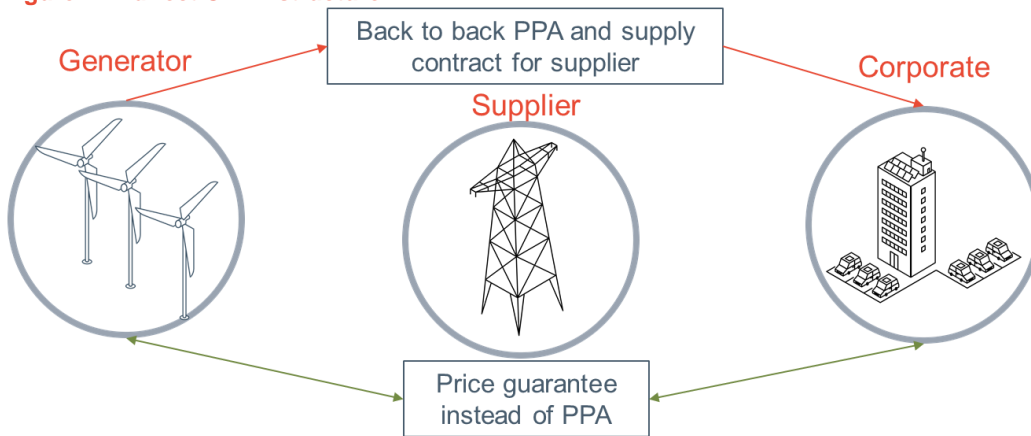 Back to back PPA and supply
contract for supplier
Generator
Corporate
Supplier
Price guarantee
instead of PPA